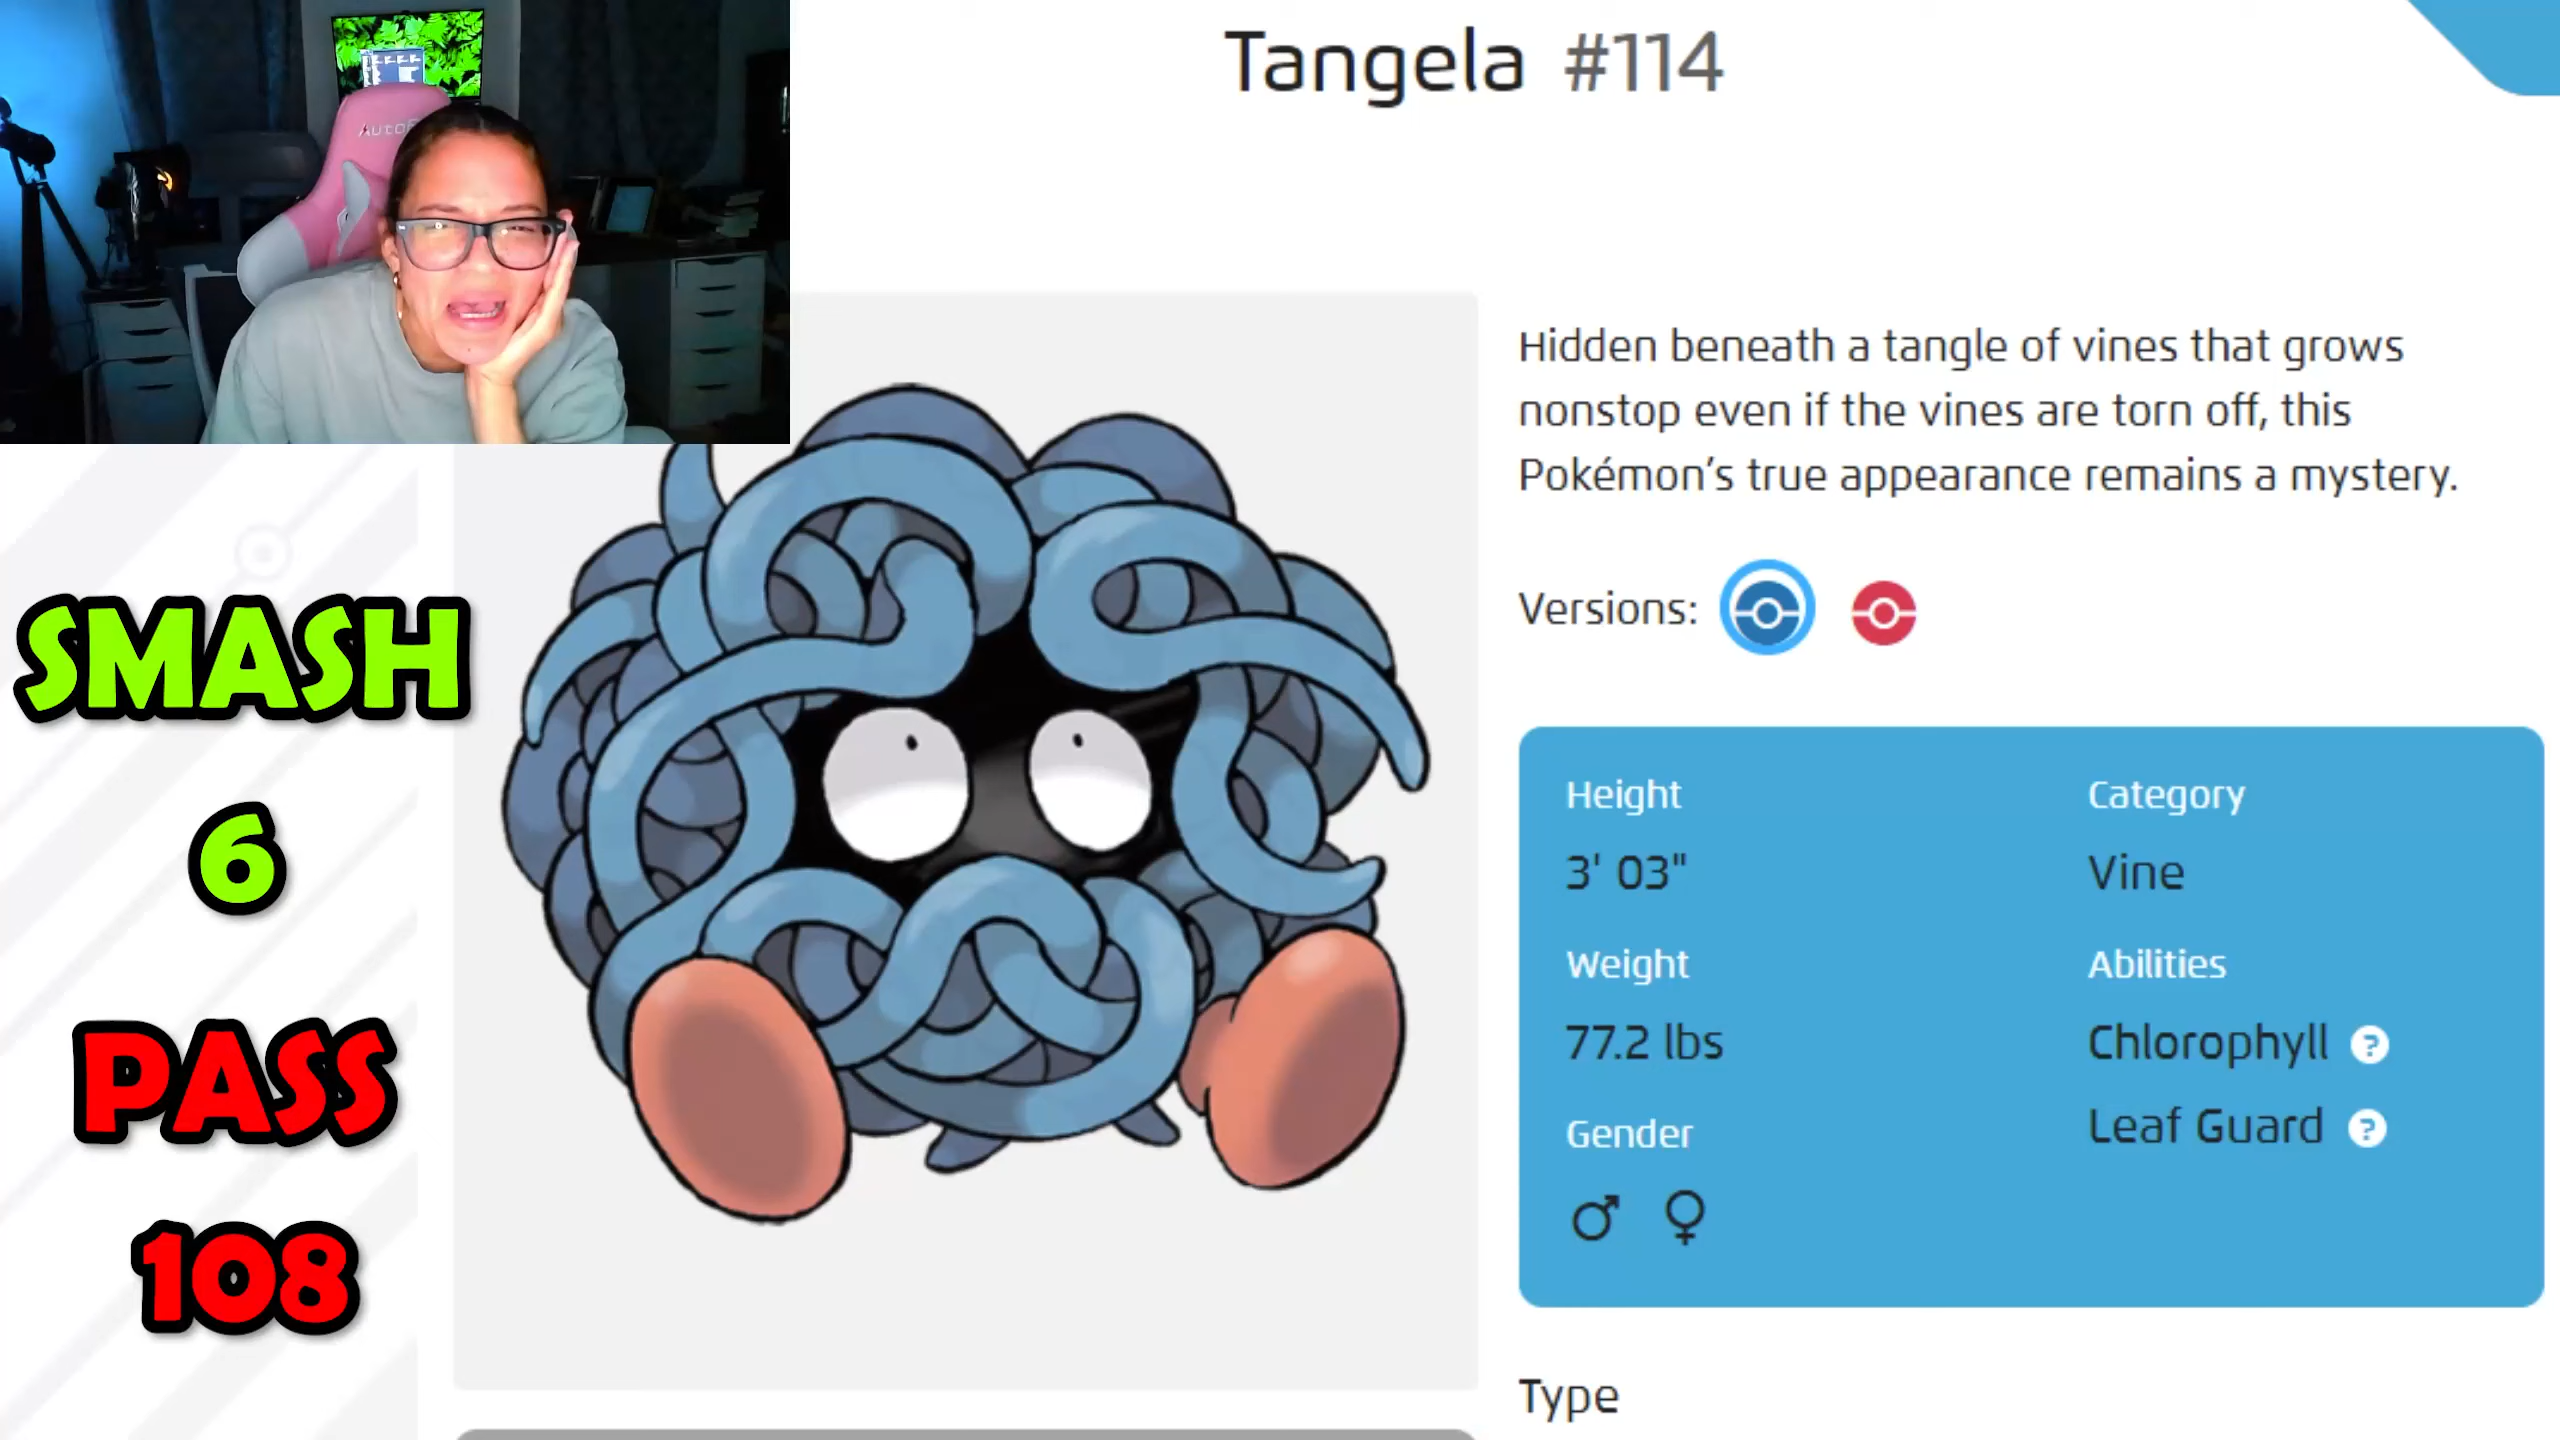 Tangela #114
AutoF
Hidden beneath a tangle of vines that grows
nonstop even if the vines are torn off, this
Pokémon's true appearance remains a mystery.
Versions:
SMASH
6
PASS
108
Height
3' 03"
Weight
77.2 lbs
Gender
Category
Vine
Abilities
Chlorophyll ?
Leaf Guard ?
Type